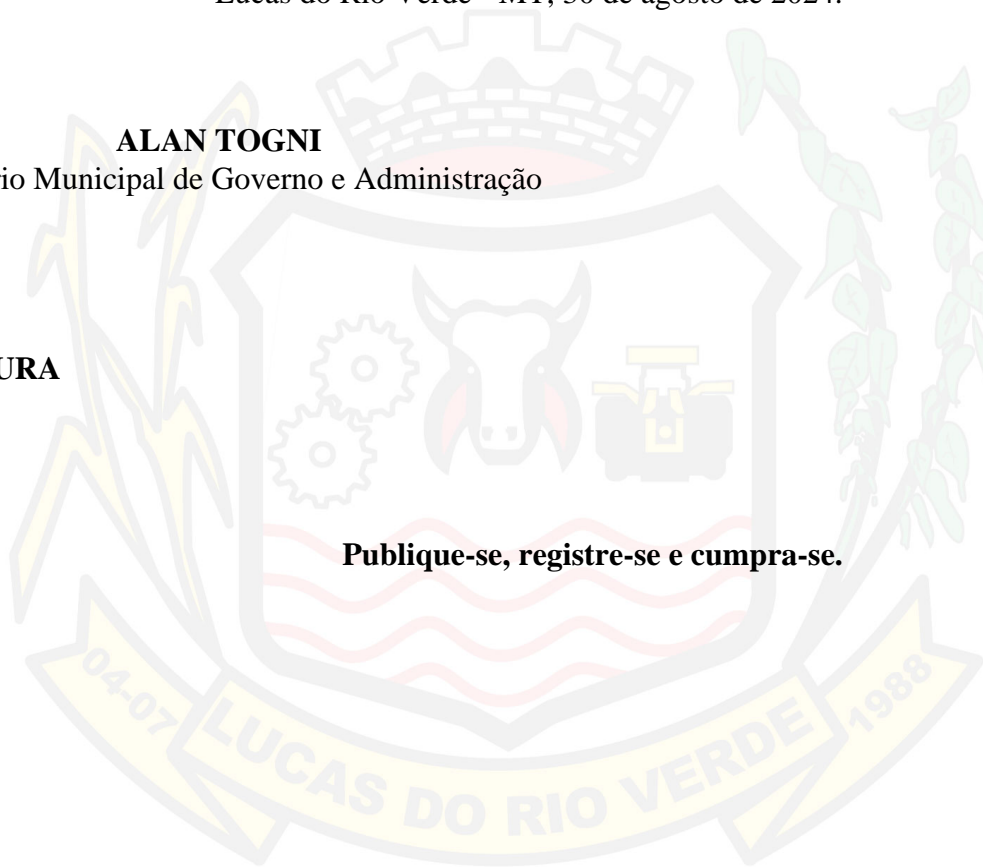 Lucas do Rio Verde - MT, 30 de agosto de 2024.
ALAN TOGNI
rio Municipal de Governo e Administração
URA
Publique-se, registre-se e cumpra-se.
04-07
LUCAS DO RIO VERDE
1988